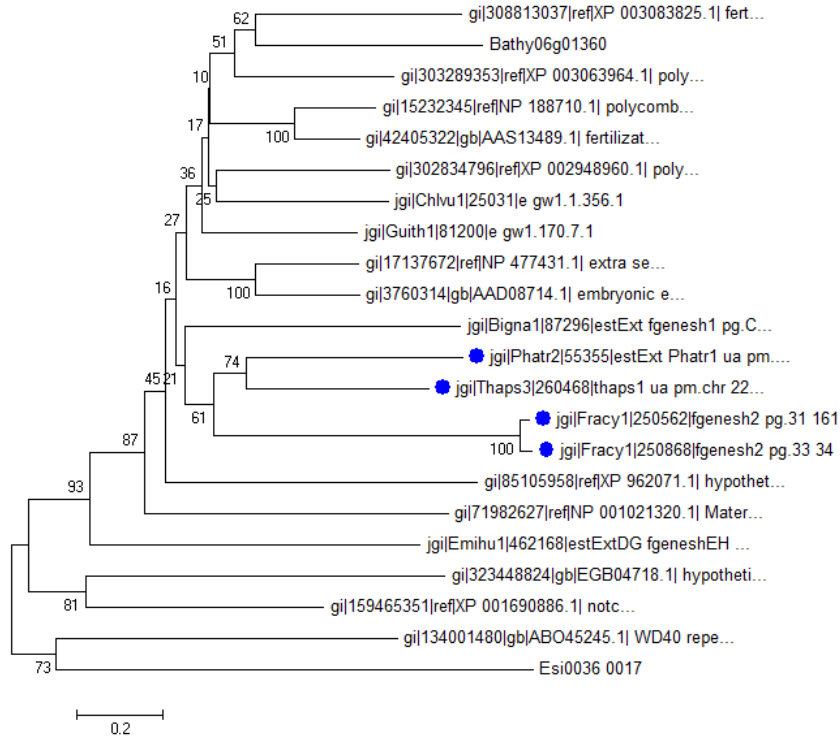 62
gi|308813037|ref|XP 003083825.1| fert...
51
Bathy06g01360
10
gi|303289353|ref|XP 003063964.1| poly...
gi|15232345|ref|NP 188710.1| polycomb...
17
100
gi|42405322|gb|AAS13489.1| fertilizat...
36
gi|302834796|ref|XP 002948960.1| poly...
25
jgi|Chlvu1|25031|e gw1.1.356.1
27
jgi|Guith1|81200|e gw1.170.7.1
gi|17137672|ref|NP 477431.1| extra se...
16
100
gi|3760314|gb|AAD08714.1| embryonic e...
jgi|Bigna1|87296|estExt fgenesh1 pg.C...
74
jgi|Phatr2|55355|estExt Phatr1 ua pm....
45
21
jgi|Thaps3|260468|thaps1 ua pm.chr 22...
61
jgi|Fracy1|250562|fgenesh2 pg.31 161
87
100
jgi|Fracy1|250868|fgenesh2 pg.33 34
gi|85105958|ref|XP 962071.1| hypothet...
93
gi|71982627|ref|NP 001021320.1| Mater...
jgi|Emihu1|462168|estExtDG fgeneshEH ...
gi|323448824|gb|EGB04718.1| hypotheti...
81
gi|159465351|ref|XP 001690886.1| notc...
gi|134001480|gb|ABO45245.1| WD40 repe...
73
Esi0036 0017
0.2